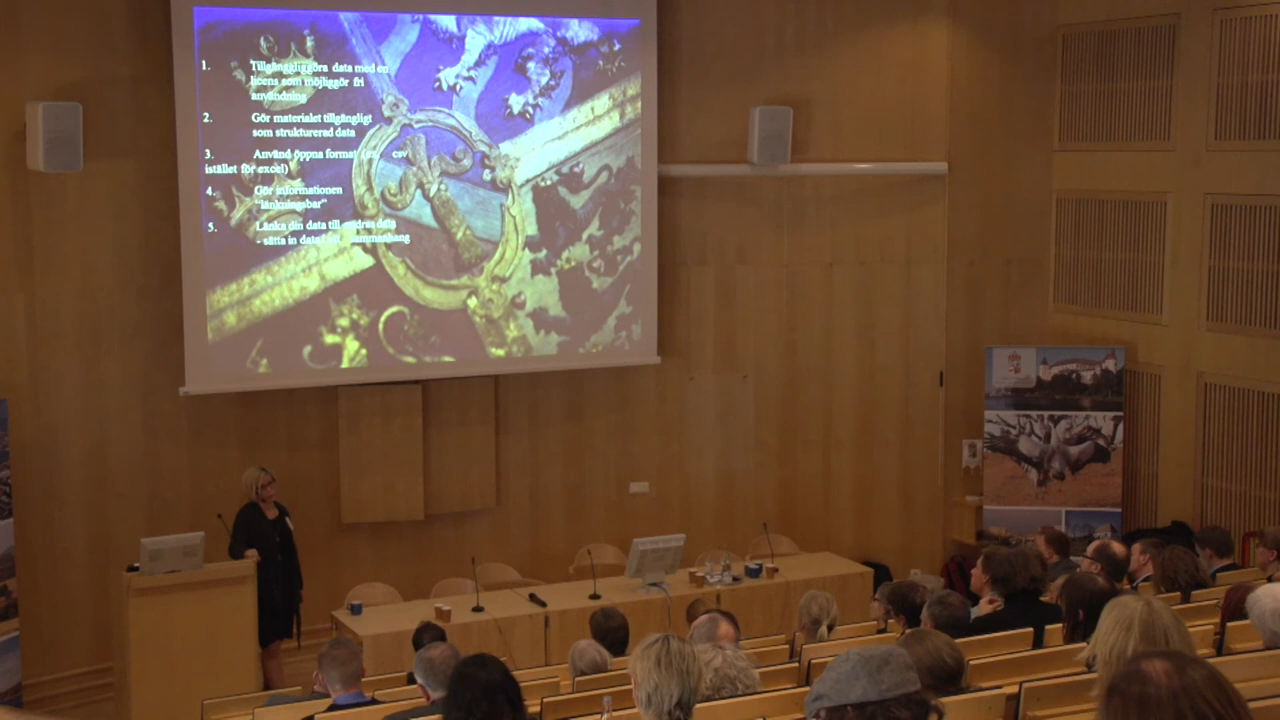 1. Tillgängliggöra data med en
licens som möjliggör fri
användning
2. Gör materialet tillgängligt
som strukturerad data
3. Använd öppna format (ex csv
istället för excel)
4. Gör informationen
"länkningsbar"
5. Länka din data till andras data
- sätta in data i ett sammanhang